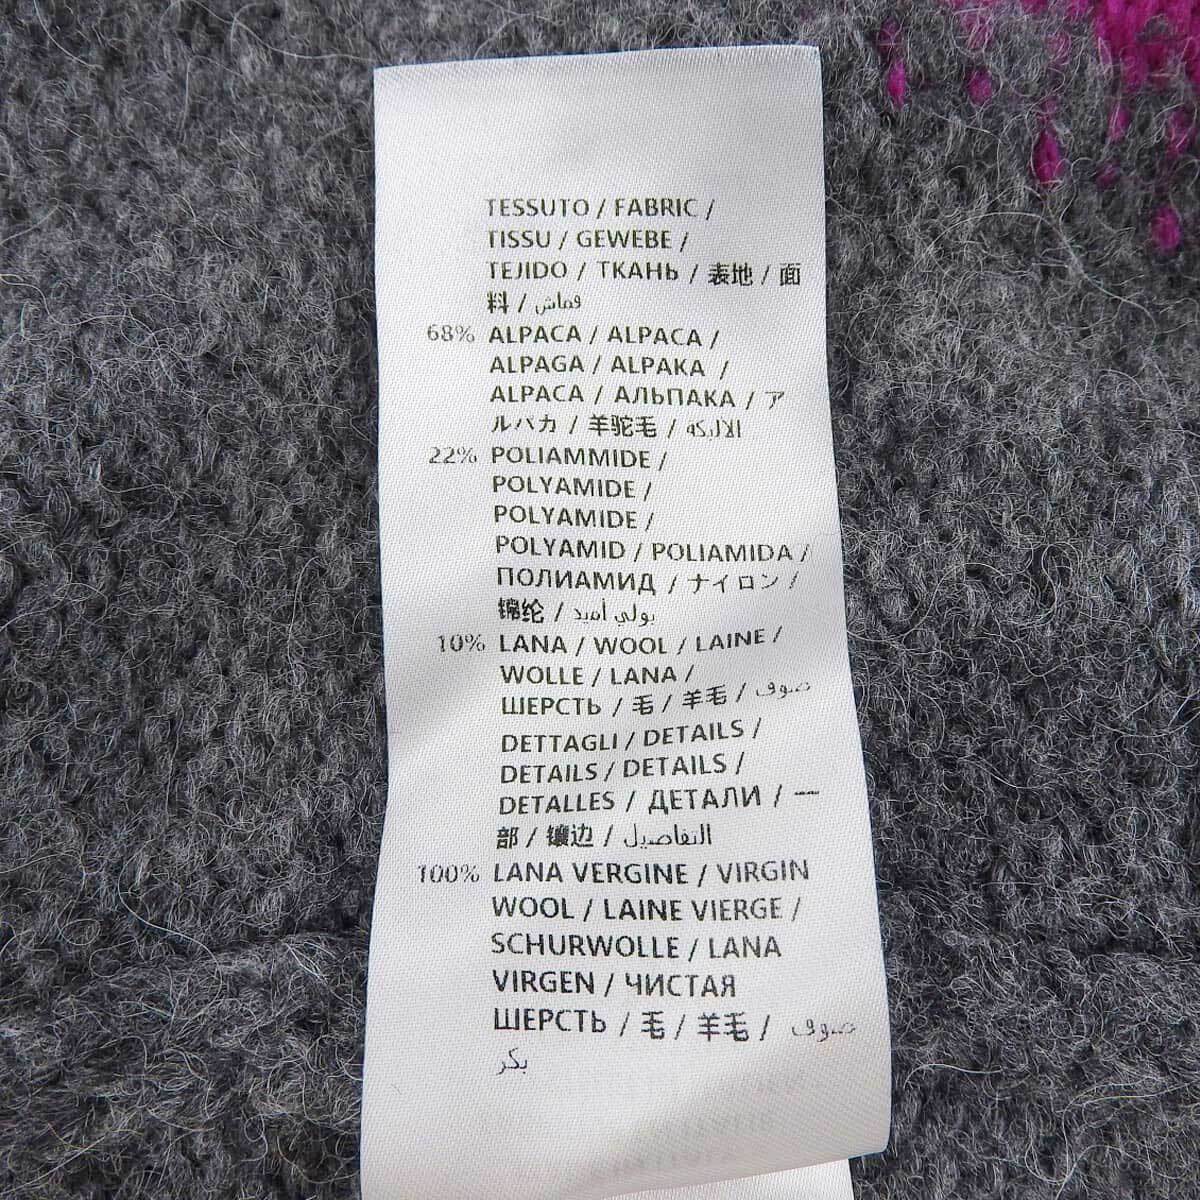 TESSUTO / FABRIC /
TISSU / GEWEBE /
TEJIDO / ТКАНЬ / 表地 / 面
料 / قماش
68% ALPACA / ALPACA /
ALPAGA / ALPAKA /
ALPACA / АЛЬПАКА / ア
ルパカ / 羊驼毛 / الالبكه
22% POLIAMMIDE /
POLYAMIDE /
POLYAMIDE /
POLYAMID / POLIAMIDA /
ПОЛИАМИД / ナイロン /
锦纶 / بولي أميد
10% LANA / WOOL / LAINE /
WOLLE / LANA /
ШЕРСТЬ / 毛 / 羊毛 / صوف
DETTAGLI / DETAILS /
DETAILS / DETAILS /
DETALLES / ДЕТАЛИ / 一
部 / 镶边 / التفاصيل
100% LANA VERGINE / VIRGIN
WOOL / LAINE VIERGE /
SCHURWOLLE / LANA
VIRGEN / ЧИСТАЯ
ШЕРСТЬ / 毛 / 羊毛 / صوف
بكر